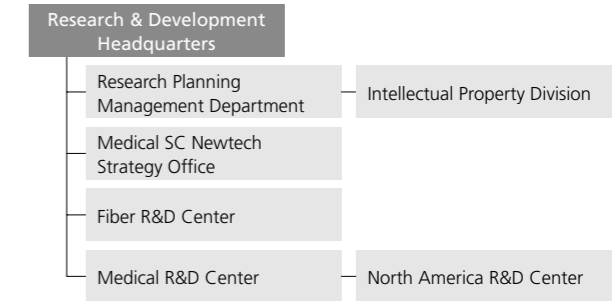 Research & Development
Headquarters
Research Planning
Management Department
Intellectual Property Division
Medical SC Newtech
Strategy Office
Fiber R&D Center
Medical R&D Center
North America R&D Center